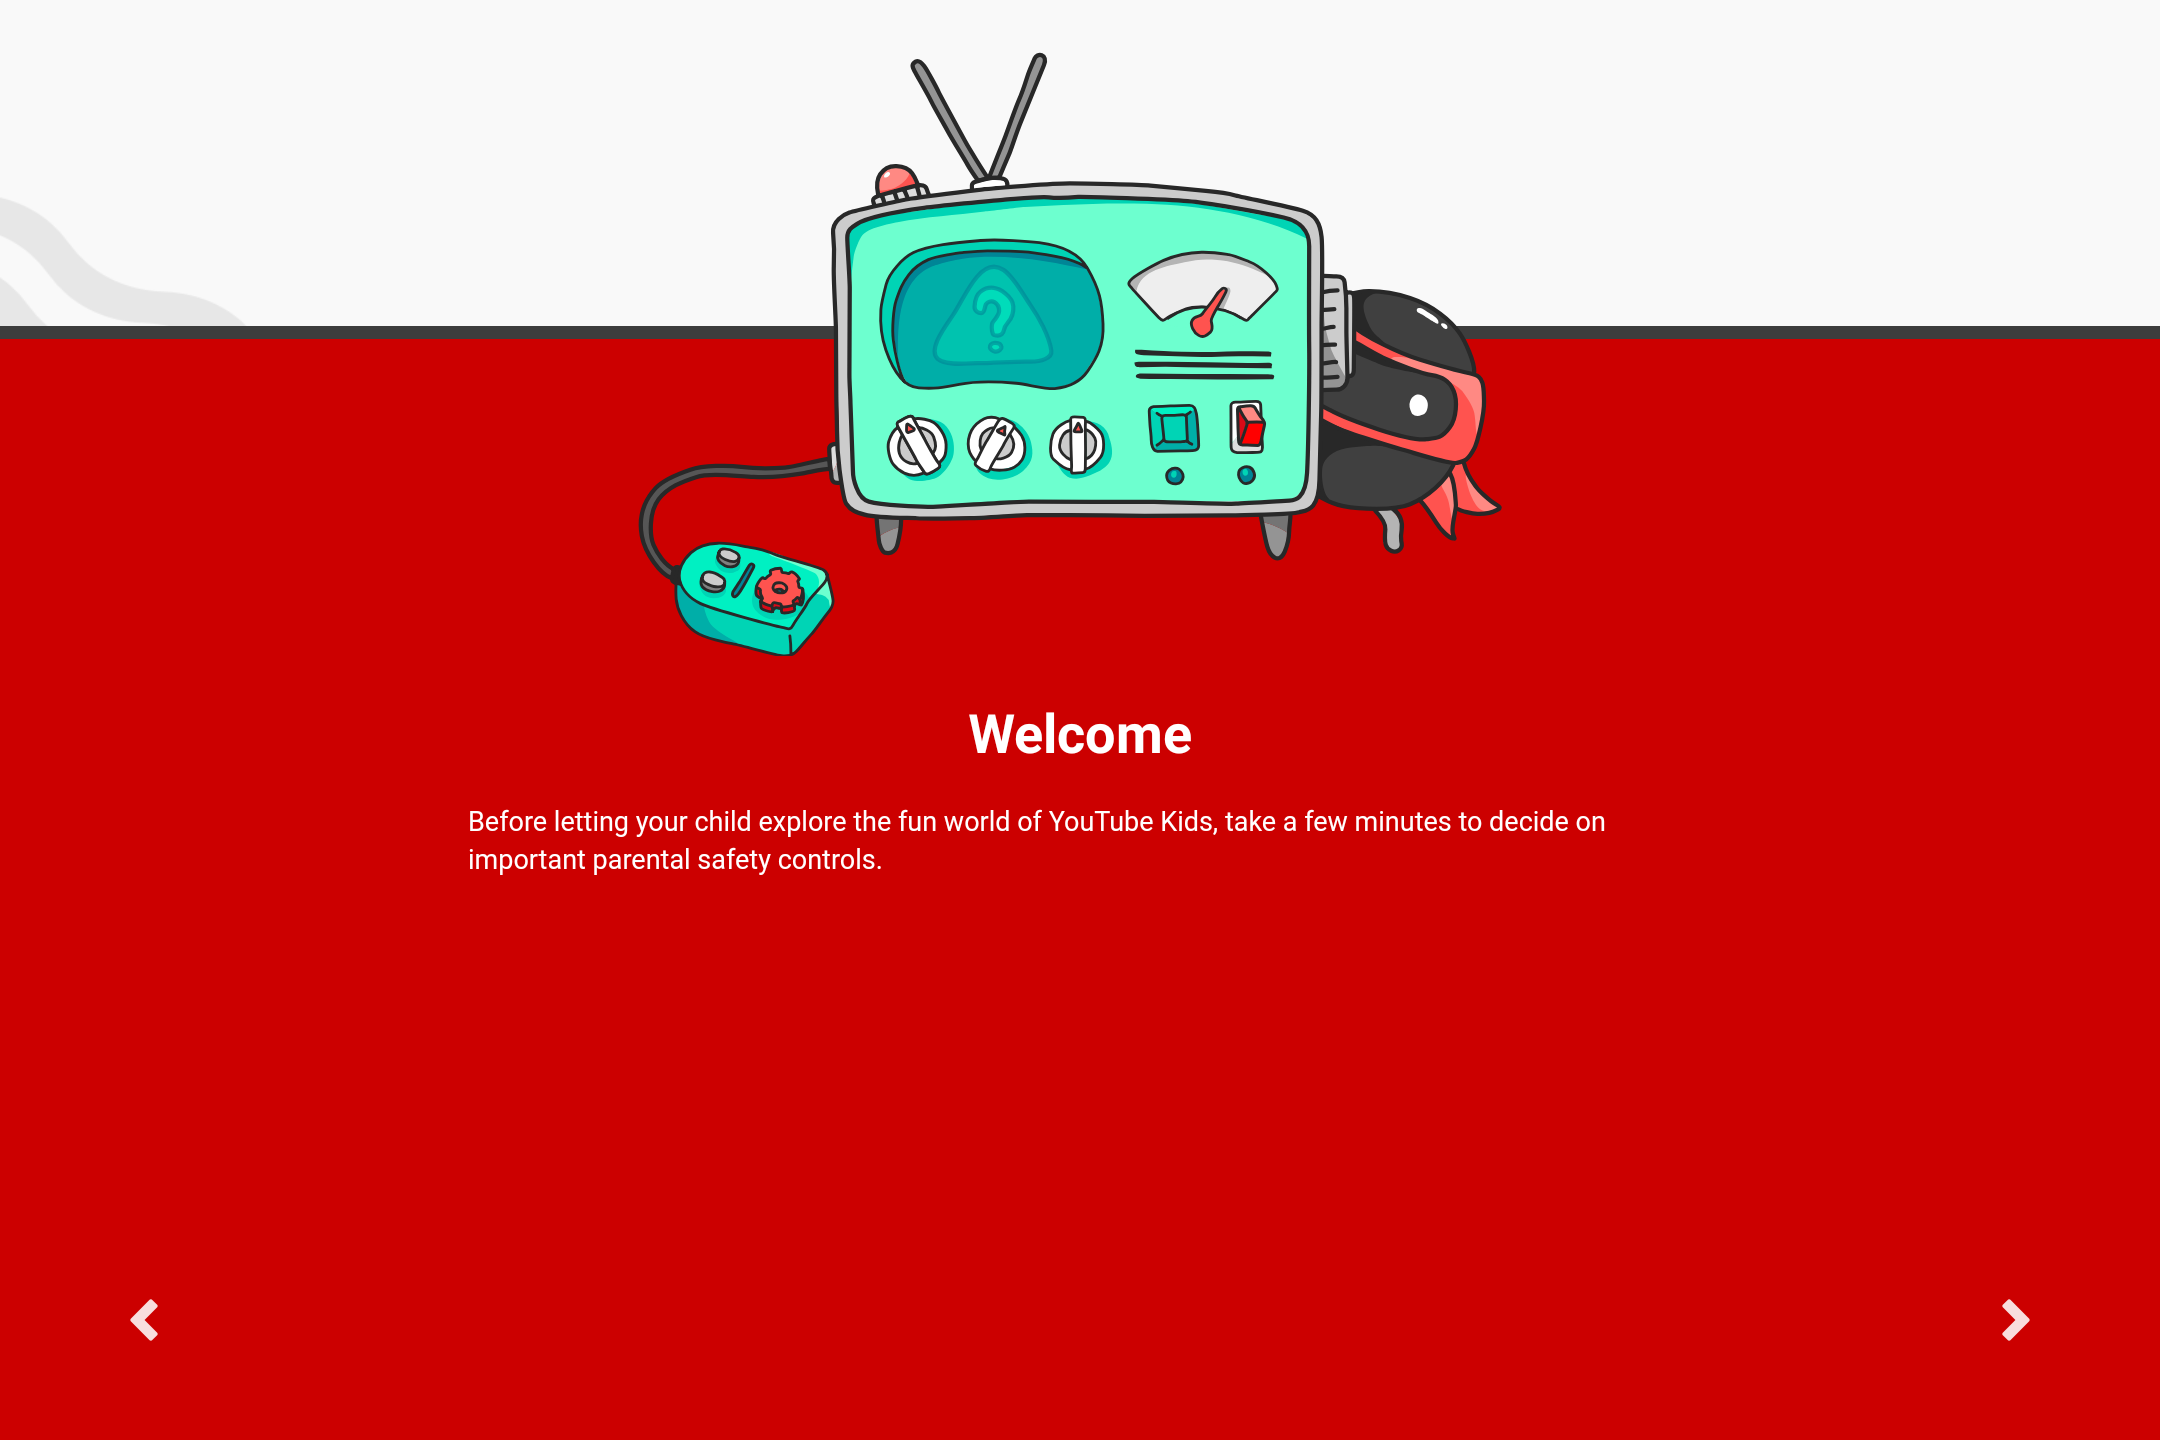 Welcome
Before letting your child explore the fun world of YouTube Kids, take a few minutes to decide on
important parental safety controls.